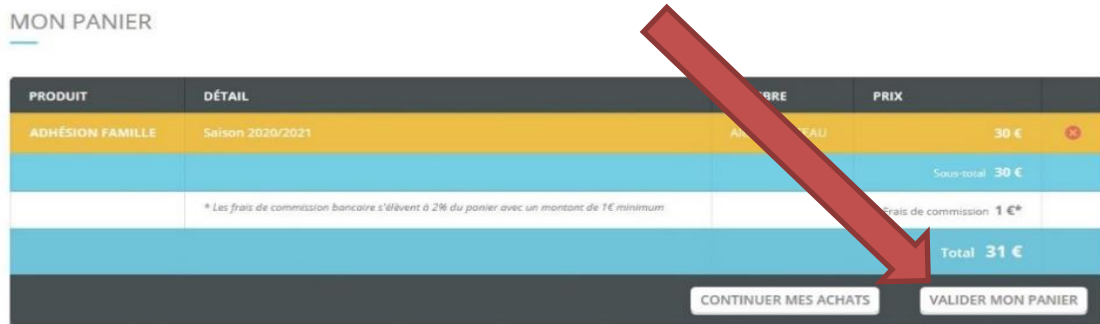 MON PANIER
PRODUIT DÉTAIL PRIX
ADHÉSION FAMILLE Saison 2020/2021 30 €
Sous-total 30 €
* Les frais de commission bancaire s'élèvent à 2% du panier avec un montant de 1€ minimum Frais de commission 1 €*
Total 31 €
CONTINUER MES ACHATS VALIDER MON PANIER